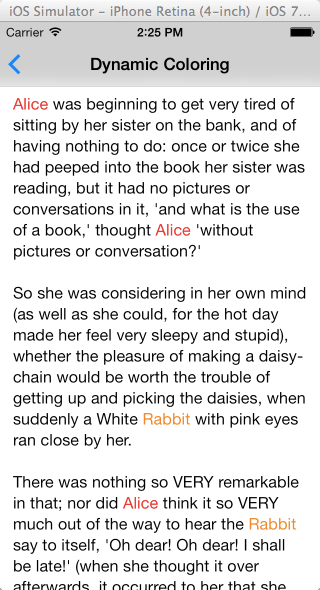 iOS Simulator – iPhone Retina (4-inch) / iOS 7...
Carrier 2:25 PM
Dynamic Coloring
Alice was beginning to get very tired of
sitting by her sister on the bank, and of
having nothing to do: once or twice she
had peeped into the book her sister was
reading, but it had no pictures or
conversations in it, 'and what is the use
of a book,' thought Alice 'without
pictures or conversation?'
So she was considering in her own mind
(as well as she could, for the hot day
made her feel very sleepy and stupid),
whether the pleasure of making a daisy-
chain would be worth the trouble of
getting up and picking the daisies, when
suddenly a White Rabbit with pink eyes
ran close by her.
There was nothing so VERY remarkable
in that; nor did Alice think it so VERY
much out of the way to hear the Rabbit
say to itself, 'Oh dear! Oh dear! I shall
be late!' (when she thought it over
afterwards, it occurred to her that she